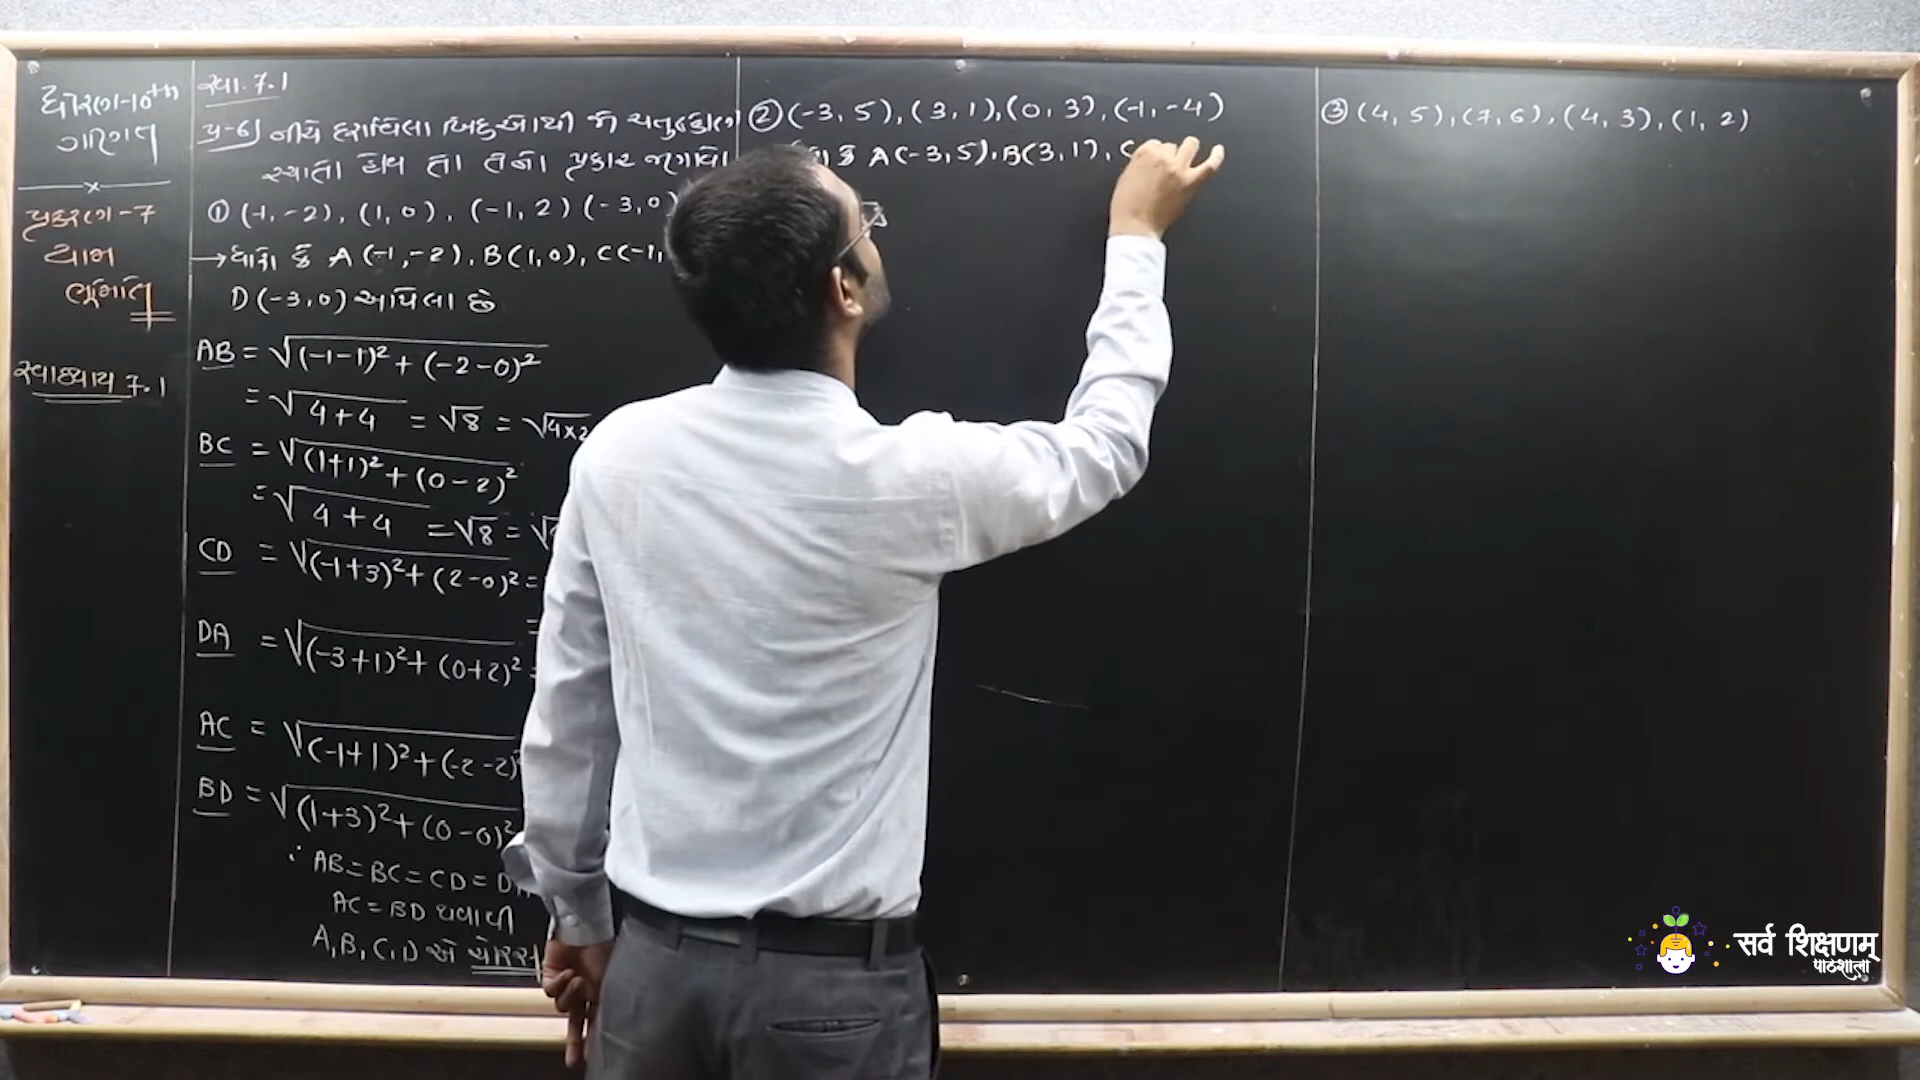 ધોરણ-10th
ગણિત
પ્રકરણ-7
યામ
ભૂમિતિ
સ્વાધ્યાય 7.1
સ્વા. 7.1
પ્ર-6) નીચે દર્શાવેલા બિંદુઓથી જો ચતુષ્કોણ
રચાતો હોય તો તેનો પ્રકાર જણાવો
① (-1, -2), (1, 0), (-1, 2) (-3, 0)
→ ધારો કે A (-1, -2), B(1, 0), C(-1,
D (-3, 0) આપેલા છે
AB = √(-1-1)² + (-2-0)²
= √4+4 = √8 = √4×2
BC = √(1+1)² + (0-2)²
= √4+4 = √8 = √
CD = √(-1+3)² + (2-0)² =
=
DA = √(-3+1)² + (0+2)² =
AC = √(-1+1)² + (-2-2)²
BD = √(1+3)² + (0-0)²
∴ AB = BC = CD = DA
AC = BD થવાથી
A, B, C, D એ ચોરસ
② (-3, 5), (3, 1), (0, 3), (-1, -4)
કે A(-3, 5), B(3, 1), C
③ (4, 5), (7, 6), (4, 3), (1, 2)
सर्व शिक्षणम्
पाठशाला